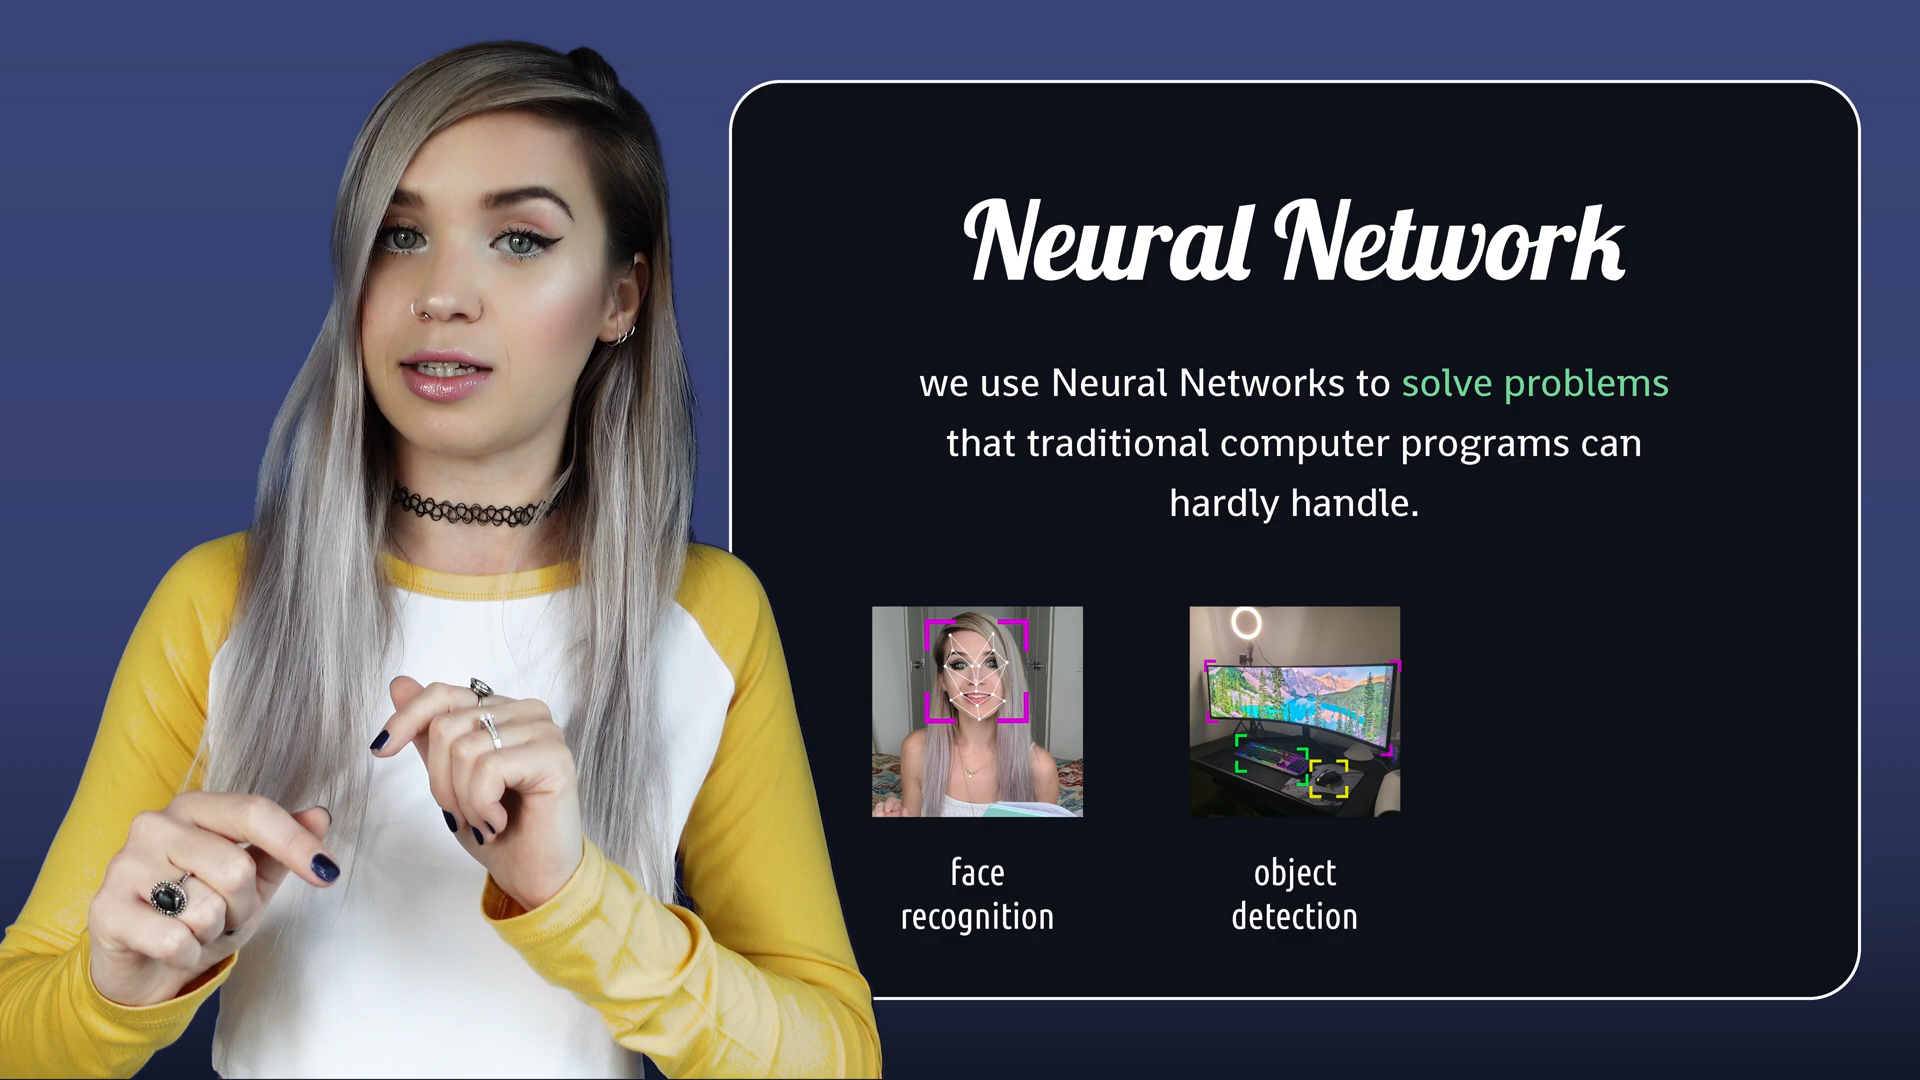 Neural Network
we use Neural Networks to solve problems
that traditional computer programs can
hardly handle.
face
recognition
object
detection